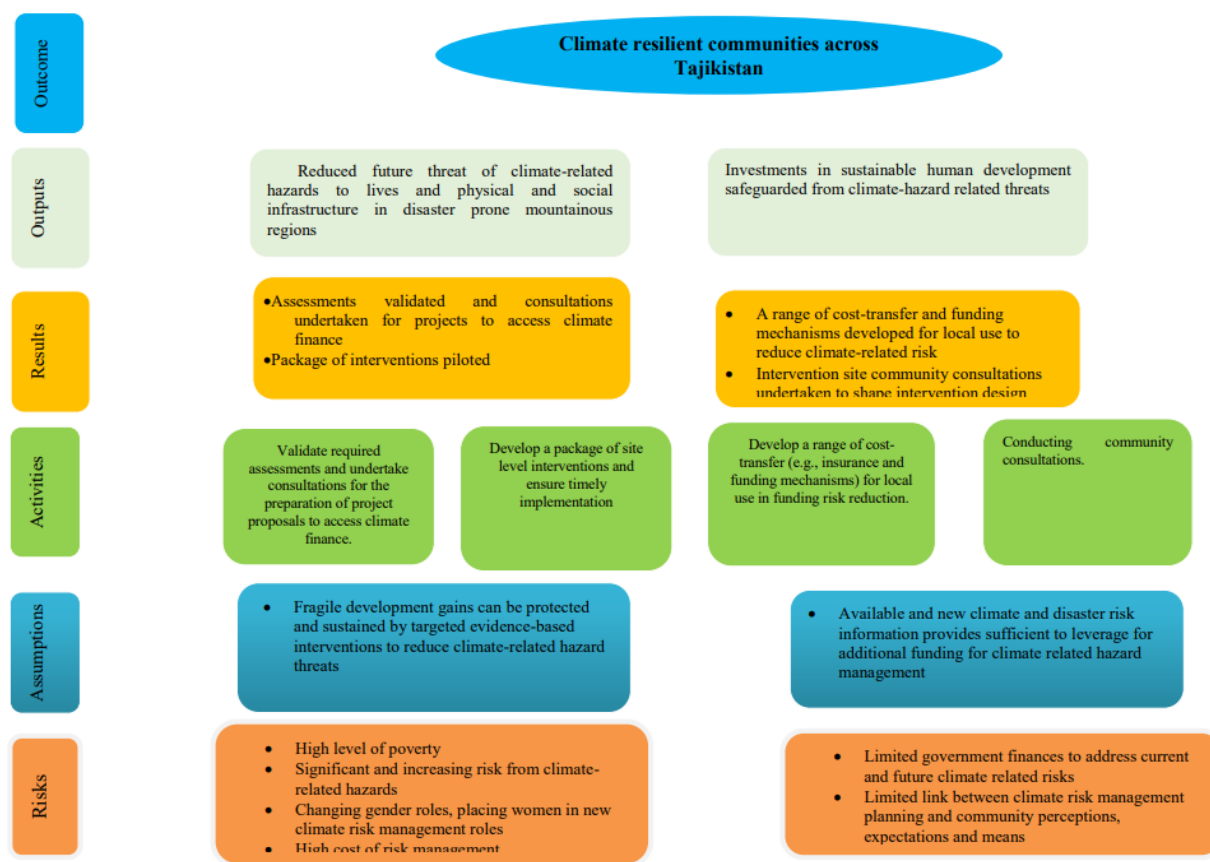 Outcome
Climate resilient communities across
Tajikistan
Outputs
Reduced future threat of climate-related
hazards to lives and physical and social
infrastructure in disaster prone mountainous
regions
Investments in sustainable human development
safeguarded from climate-hazard related threats
Results
•Assessments validated and consultations
undertaken for projects to access climate
finance
•Package of interventions piloted
• A range of cost-transfer and funding
mechanisms developed for local use to
reduce climate-related risk
• Intervention site community consultations
undertaken to shape intervention design
Activities
Validate required
assessments and undertake
consultations for the
preparation of project
proposals to access climate
finance.
Develop a package of site
level interventions and
ensure timely
implementation
Develop a range of cost-
transfer (e.g., insurance and
funding mechanisms) for local
use in funding risk reduction.
Conducting community
consultations.
Assumptions
• Fragile development gains can be protected
and sustained by targeted evidence-based
interventions to reduce climate-related hazard
threats
• Available and new climate and disaster risk
information provides sufficient to leverage for
additional funding for climate related hazard
management
Risks
• High level of poverty
• Significant and increasing risk from climate-
related hazards
• Changing gender roles, placing women in new
climate risk management roles
• High cost of risk management
• Limited government finances to address current
and future climate related risks
• Limited link between climate risk management
planning and community perceptions,
expectations and means